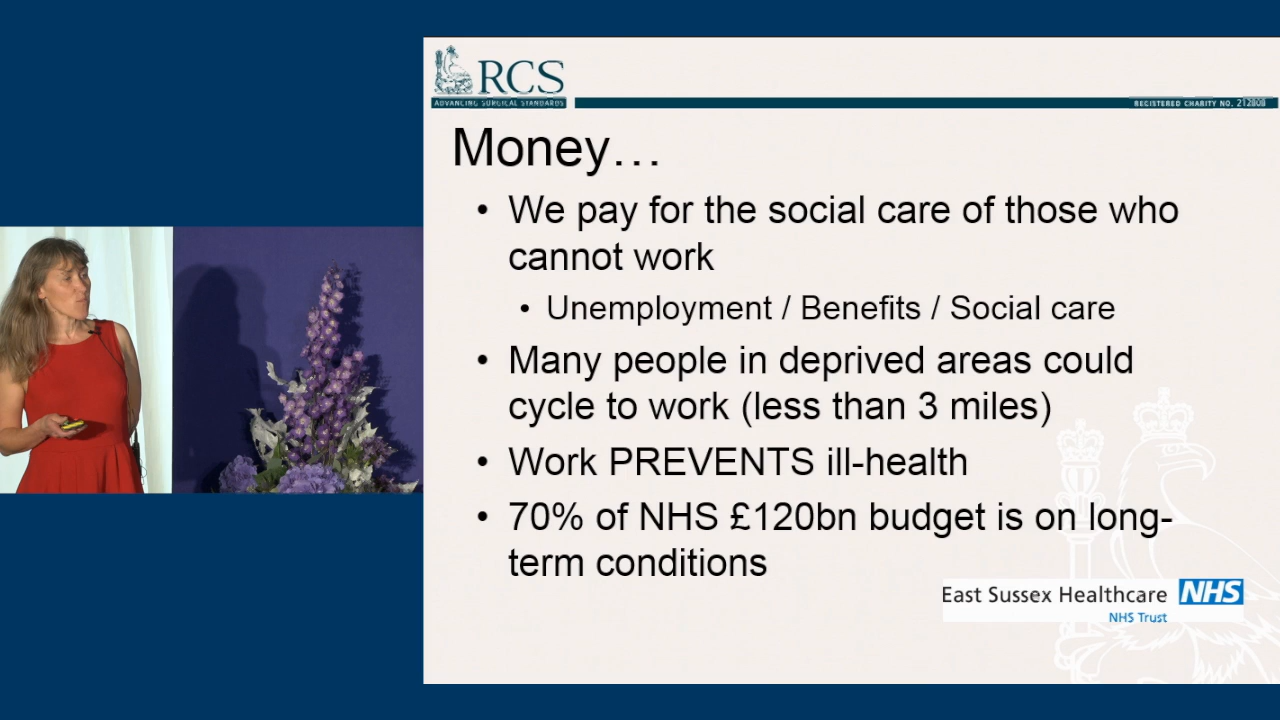 RCS
ADVANCING SURGICAL STANDARDS
REGISTERED CHARITY NO. 212808
Money…
• We pay for the social care of those who
cannot work
• Unemployment / Benefits / Social care
• Many people in deprived areas could
cycle to work (less than 3 miles)
• Work PREVENTS ill-health
• 70% of NHS £120bn budget is on long-
term conditions
East Sussex Healthcare NHS
NHS Trust